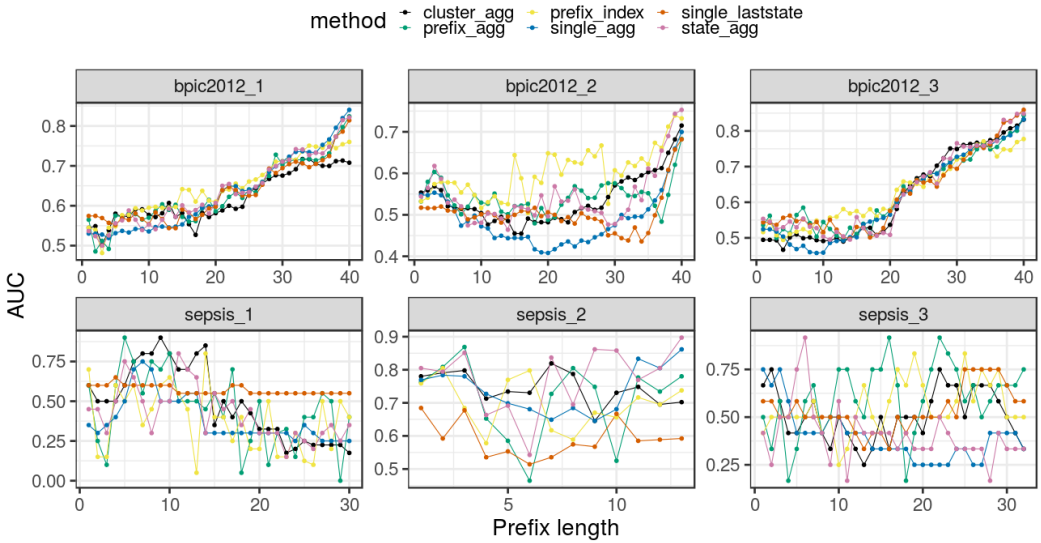 method
cluster_agg prefix_index single_laststate
prefix_agg single_agg state_agg
bpic2012_1 bpic2012_2 bpic2012_3
0.8 0.7 0.8
0.7 0.6 0.7
0.6 0.5 0.6
0.5 0.4 0.5
0 10 20 30 40 0 10 20 30 40 0 10 20 30 40
AUC
sepsis_1 sepsis_2 sepsis_3
0.75 0.9 0.75
0.50 0.8 0.50
0.25 0.7 0.25
0.00 0.6
0.5
0 10 20 30 5 10 0 10 20 30
Prefix length